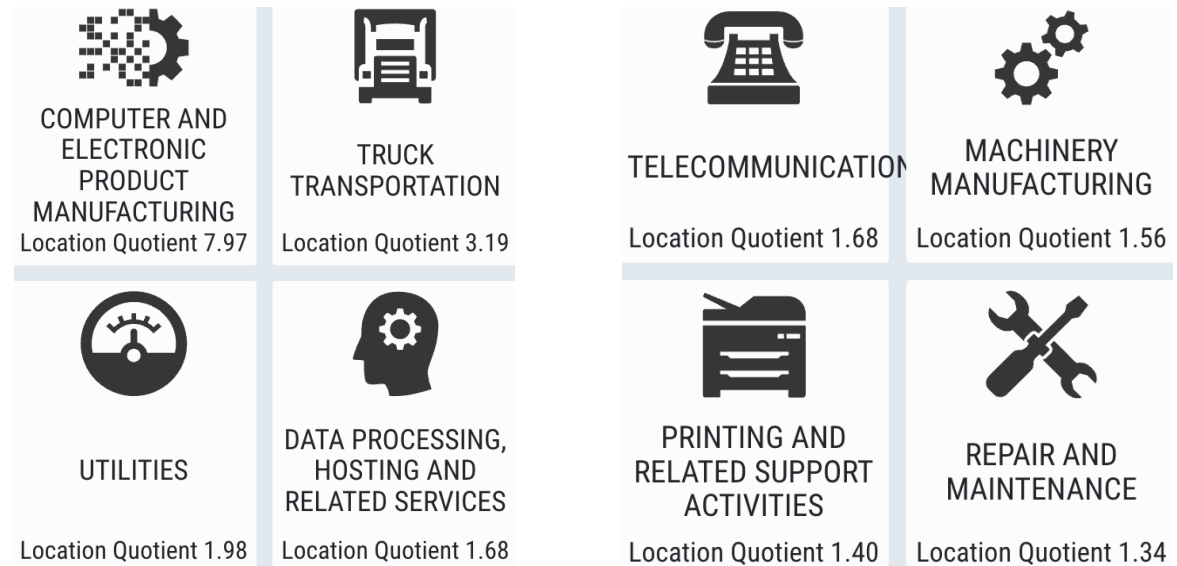 COMPUTER AND
ELECTRONIC
PRODUCT
MANUFACTURING
Location Quotient 7.97
TRUCK
TRANSPORTATION
Location Quotient 3.19
TELECOMMUNICATION
Location Quotient 1.68
MACHINERY
MANUFACTURING
Location Quotient 1.56
UTILITIES
Location Quotient 1.98
DATA PROCESSING,
HOSTING AND
RELATED SERVICES
Location Quotient 1.68
PRINTING AND
RELATED SUPPORT
ACTIVITIES
Location Quotient 1.40
REPAIR AND
MAINTENANCE
Location Quotient 1.34